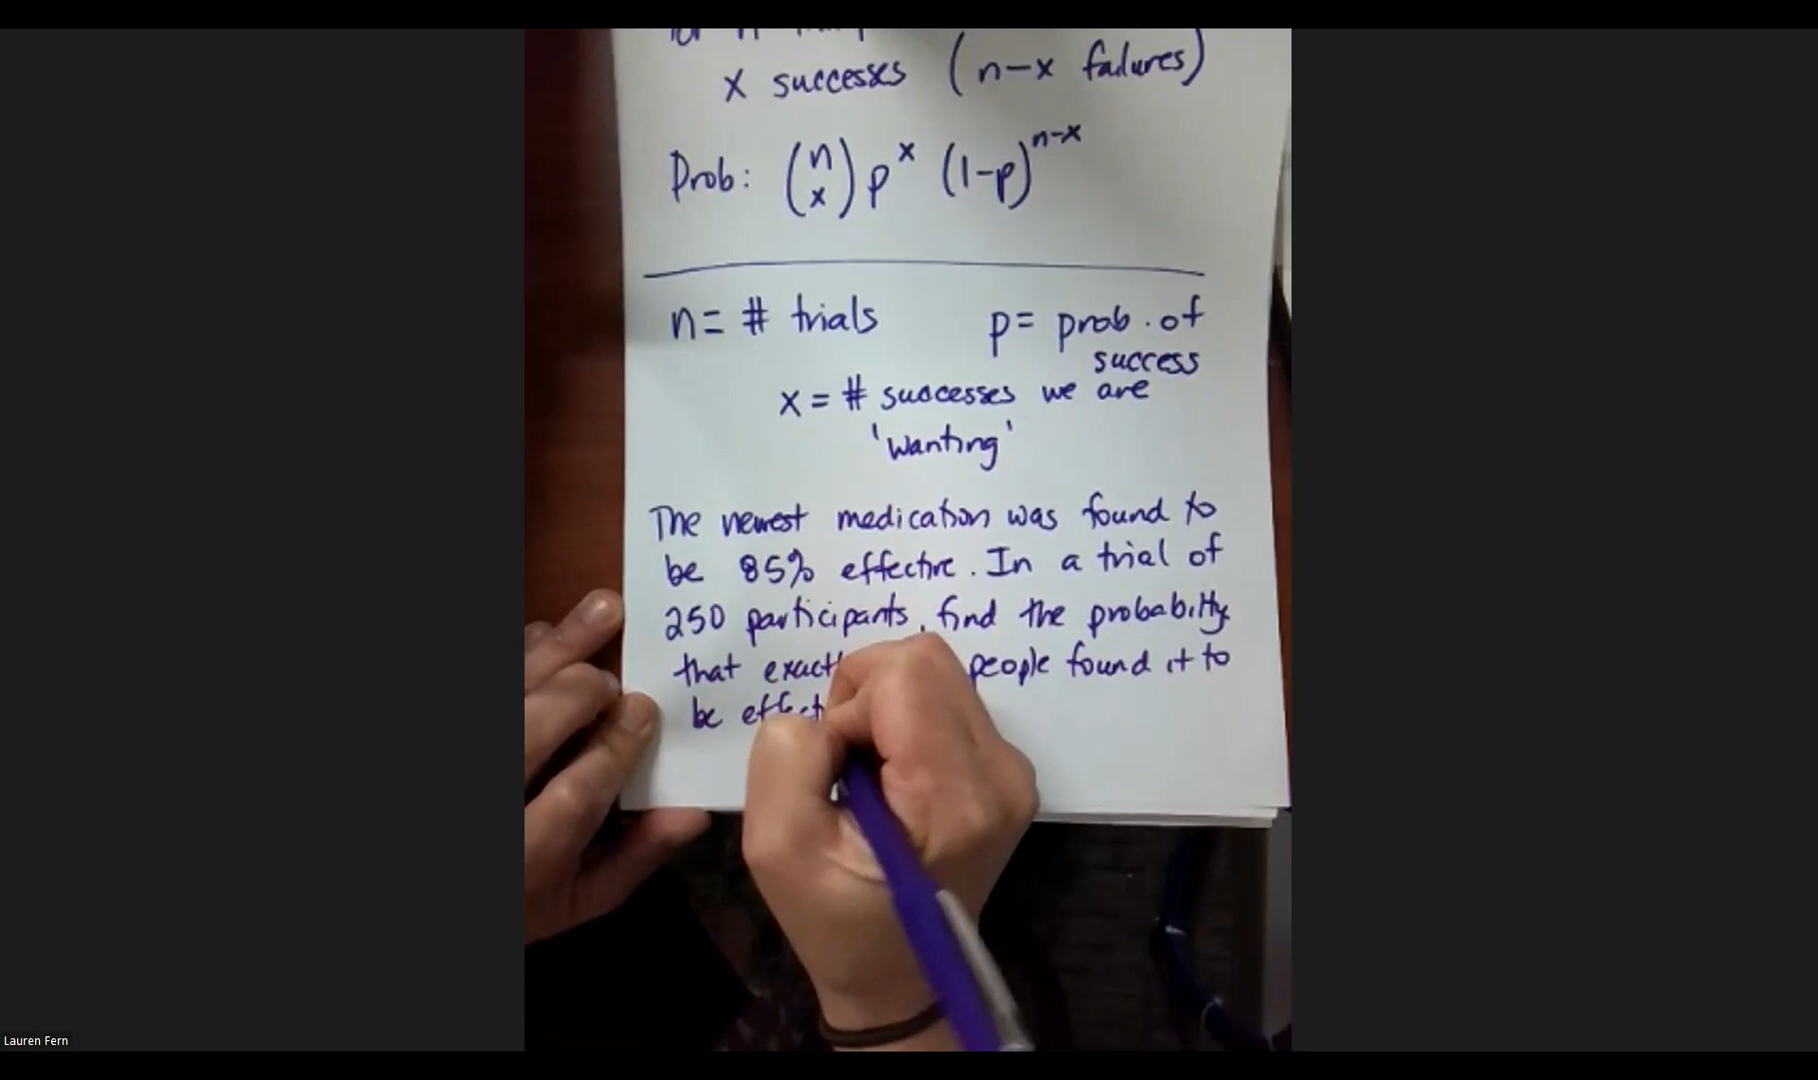 x successes (n-x failures)
Prob: (n x) p^x (1-p)^n-x
n = # trials p = prob. of
success
x = # successes we are
'wanting'
The newest medication was found to
be 85% effective. In a trial of
250 participants, find the probability
that people found it to
be
Lauren Fern